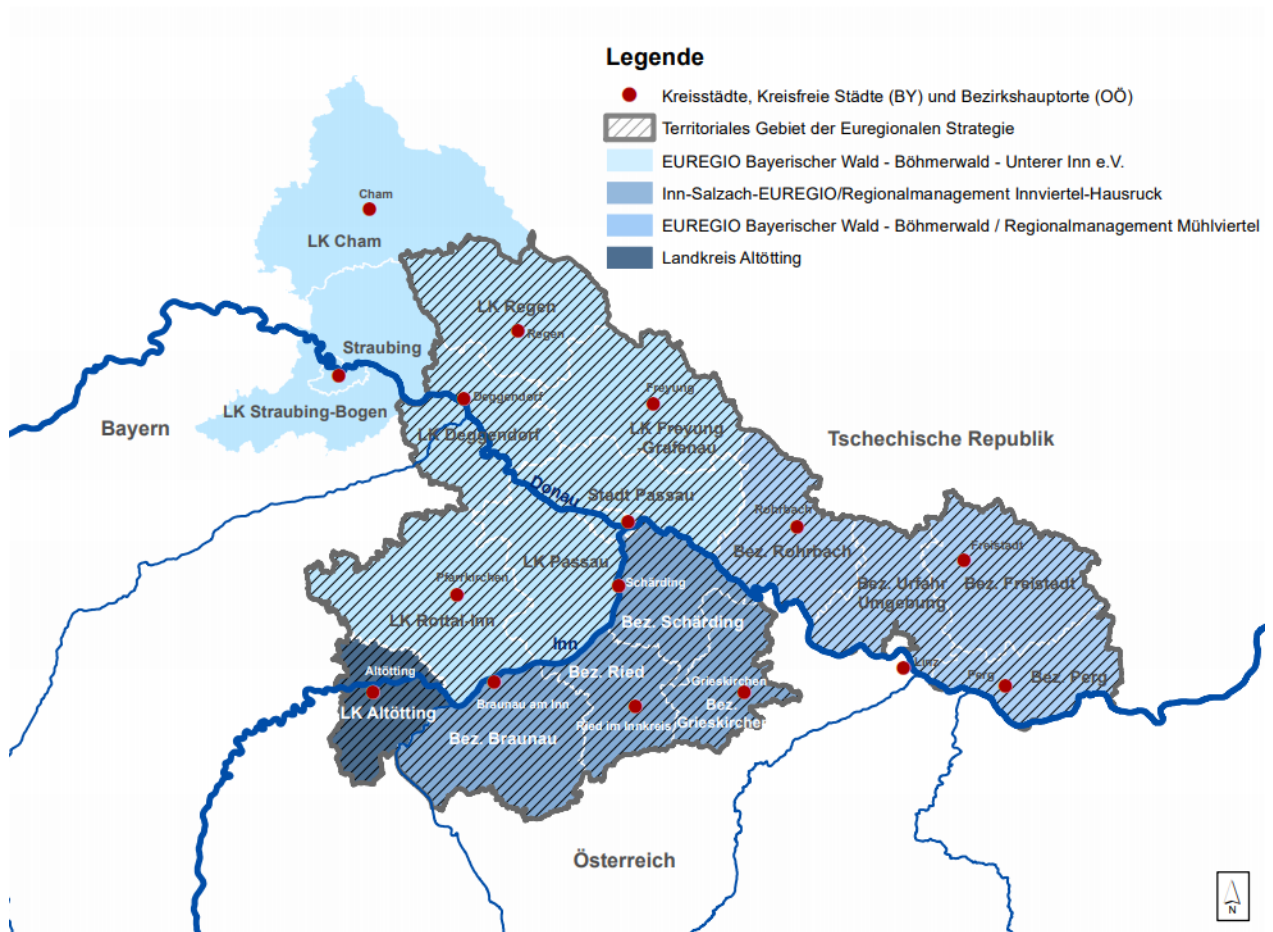 Legende
Kreisstädte, Kreisfreie Städte (BY) und Bezirkshauptorte (OÖ)
Territoriales Gebiet der Euregionalen Strategie
EUREGIO Bayerischer Wald - Böhmerwald - Unterer Inn e.V.
Inn-Salzach-EUREGIO/Regionalmanagement Innviertel-Hausruck
EUREGIO Bayerischer Wald - Böhmerwald / Regionalmanagement Mühlviertel
Landkreis Altötting
Cham
LK Cham
LK Regen
Regen
Straubing
LK Straubing-Bogen
Bayern
Deggendorf
LK Deggendorf
Freyung
LK Freyung
-Grafenau
Tschechische Republik
Donau
Stadt Passau
Rohrbach
Bez. Rohrbach
Freistadt
Bez. Freistadt
Bez. Urfahr
Umgebung
LK Passau
Pfarrkirchen
LK Rottal-Inn
Schärding
Bez. Schärding
Inn
Bez. Ried
Linz
Perg
Bez. Perg
Altötting
LK Altötting
Braunau am Inn
Bez. Braunau
Ried im Innkreis
Grieskirchen
Bez.
Grieskirchen
Österreich
N